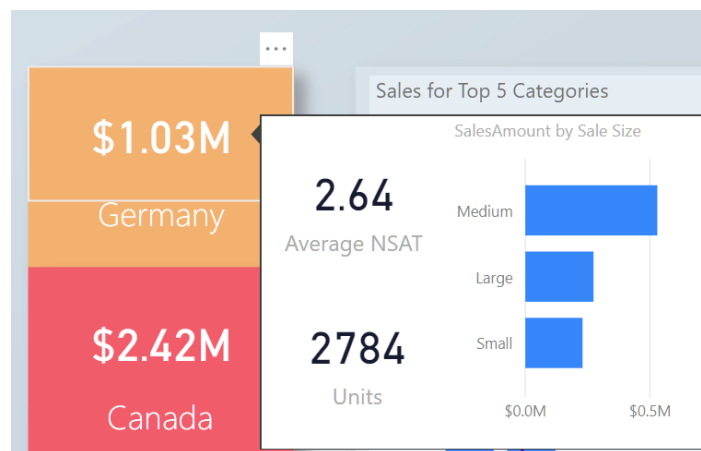 ...
Sales for Top 5 Categories
$1.03M
Germany
$2.42M
Canada
2.64
Average NSAT
2784
Units
SalesAmount by Sale Size
Medium
Large
Small
$0.0M $0.5M